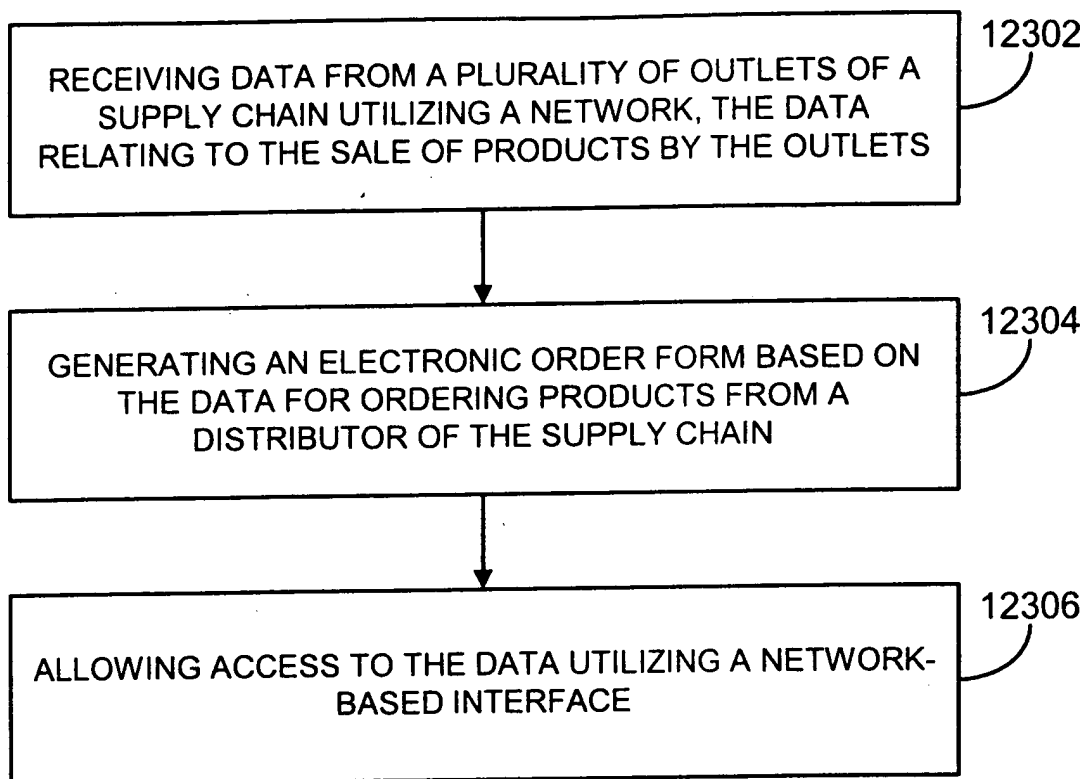 12302
RECEIVING DATA FROM A PLURALITY OF OUTLETS OF A
SUPPLY CHAIN UTILIZING A NETWORK, THE DATA
RELATING TO THE SALE OF PRODUCTS BY THE OUTLETS
12304
GENERATING AN ELECTRONIC ORDER FORM BASED ON
THE DATA FOR ORDERING PRODUCTS FROM A
DISTRIBUTOR OF THE SUPPLY CHAIN
12306
ALLOWING ACCESS TO THE DATA UTILIZING A NETWORK-
BASED INTERFACE